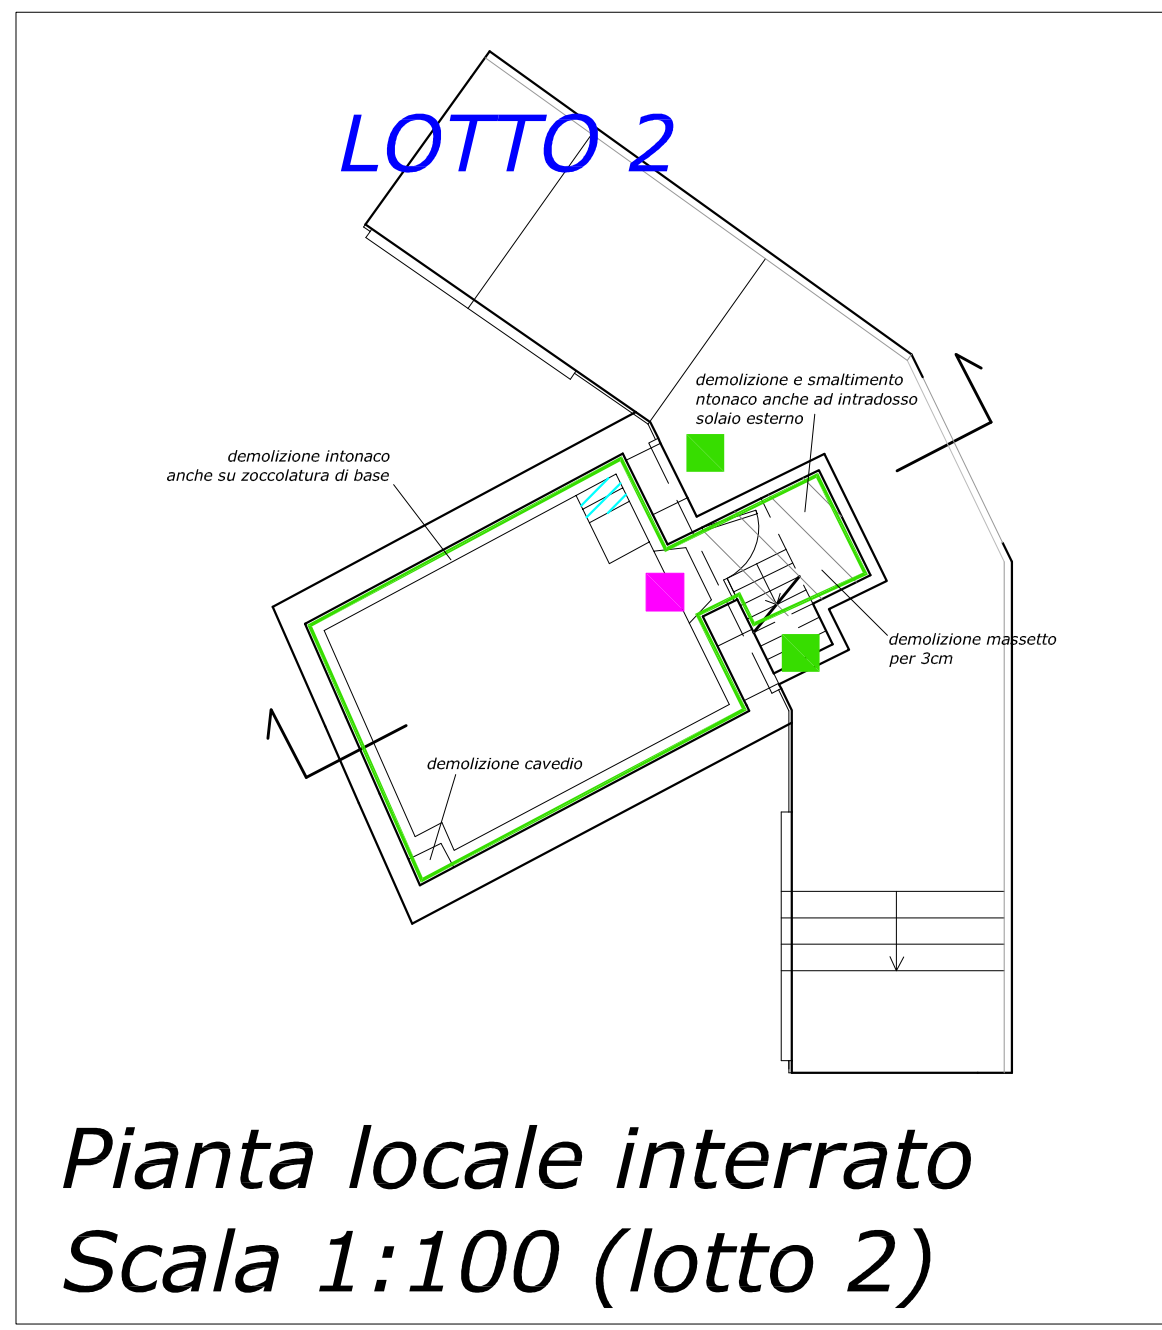 LOTTO 2
demolizione e smaltimento
ntonaco anche ad intradosso
solaio esterno
demolizione intonaco
anche su zoccolatura di base
demolizione massetto
per 3cm
demolizione cavedio
Pianta locale interrato
Scala 1:100 (lotto 2)